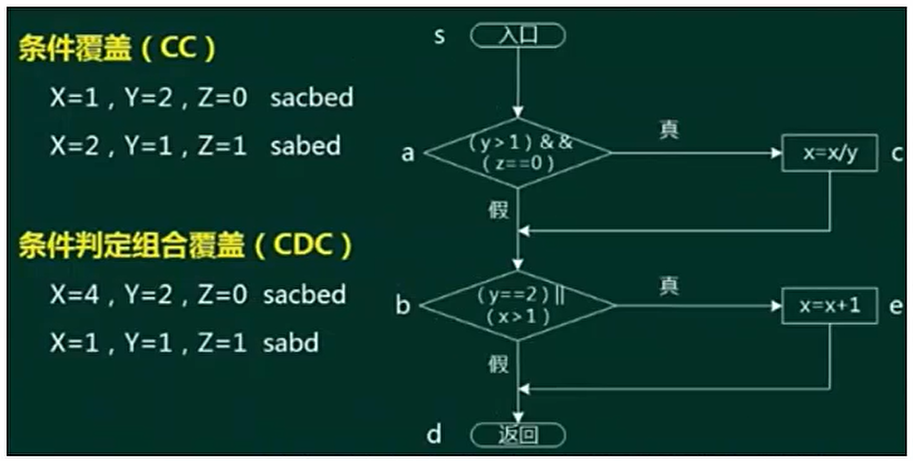 条件覆盖（CC）
X=1，Y=2，Z=0 sacbed
X=2，Y=1，Z=1 sabed
条件判定组合覆盖（CDC）
X=4，Y=2，Z=0 sacbed
X=1，Y=1，Z=1 sabd
s
入口
a
(y>1)&&
(z==0)
真
x=x/y
c
假
b
(y==2)||
(x>1)
真
x=x+1
e
假
d
返回